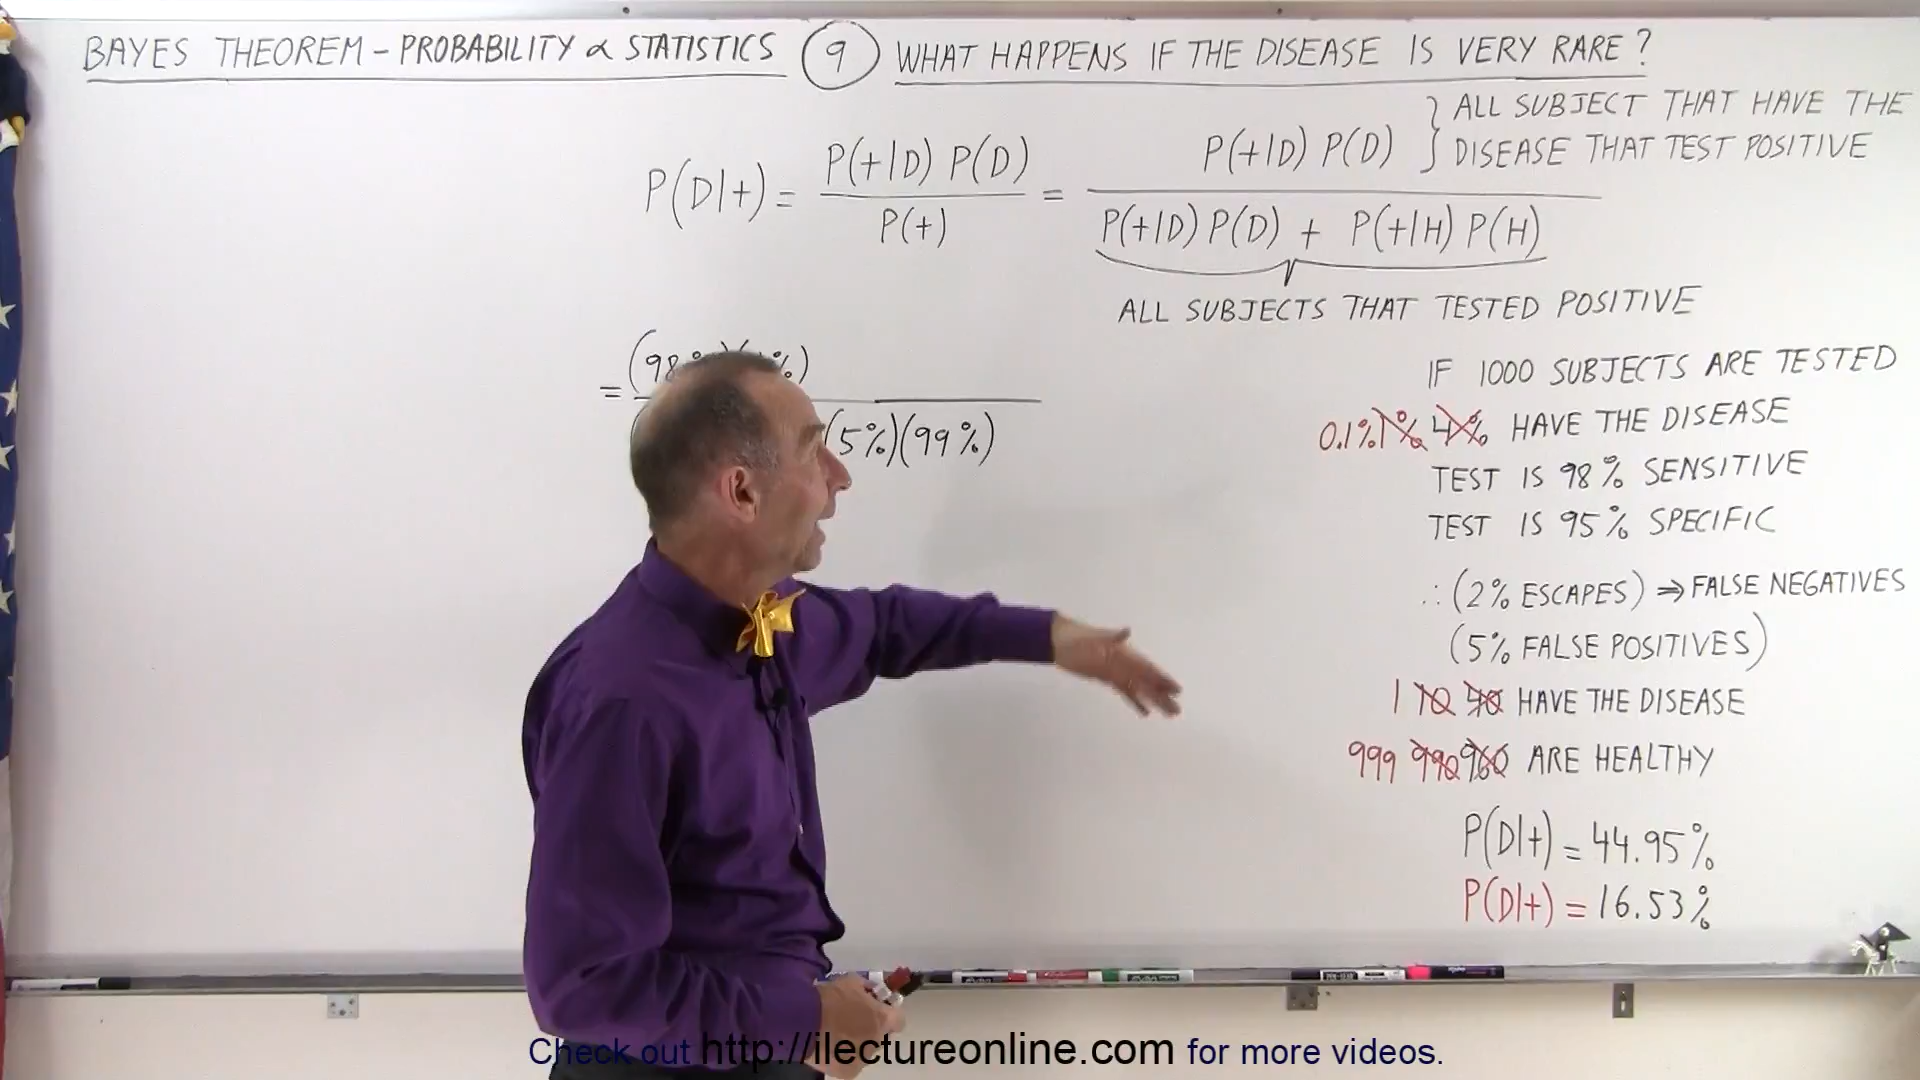 BAYES THEOREM – PROBABILITY & STATISTICS 9 WHAT HAPPENS IF THE DISEASE IS VERY RARE?
P(D|+) = P(+|D) P(D) / P(+) = P(+|D) P(D) / P(+|D) P(D) + P(+|H) P(H)
} ALL SUBJECT THAT HAVE THE
DISEASE THAT TEST POSITIVE
ALL SUBJECTS THAT TESTED POSITIVE
= (98 %)
(5%)(99%)
IF 1000 SUBJECTS ARE TESTED
0.1% 1% 4% HAVE THE DISEASE
TEST IS 98% SENSITIVE
TEST IS 95% SPECIFIC
∴ (2% ESCAPES) ⇒ FALSE NEGATIVES
(5% FALSE POSITIVES)
1 10 40 HAVE THE DISEASE
999 990 960 ARE HEALTHY
P(D|+) = 44.95%
P(D|+) = 16.53%
Check out http://ilectureonline.com for more videos.